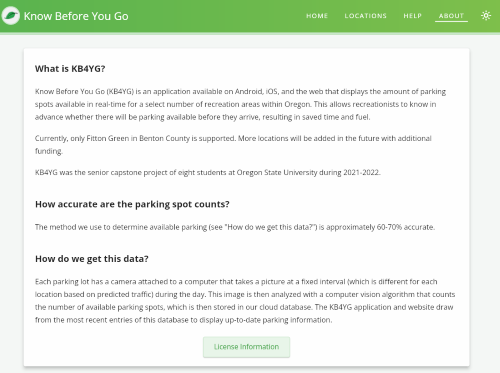 Know Before You Go
HOME LOCATIONS HELP ABOUT
What is KB4YG?
Know Before You Go (KB4YG) is an application available on Android, iOS, and the web that displays the amount of parking
spots available in real-time for a select number of recreation areas within Oregon. This allows recreationists to know in
advance whether there will be parking available before they arrive, resulting in saved time and fuel.
Currently, only Fitton Green in Benton County is supported. More locations will be added in the future with additional
funding.
KB4YG was the senior capstone project of eight students at Oregon State University during 2021-2022.
How accurate are the parking spot counts?
The method we use to determine available parking (see "How do we get this data?") is approximately 60-70% accurate.
How do we get this data?
Each parking lot has a camera attached to a computer that takes a picture at a fixed interval (which is different for each
location based on predicted traffic) during the day. This image is then analyzed with a computer vision algorithm that counts
the number of available parking spots, which is then stored in our cloud database. The KB4YG application and website draw
from the most recent entries of this database to display up-to-date parking information.
License Information